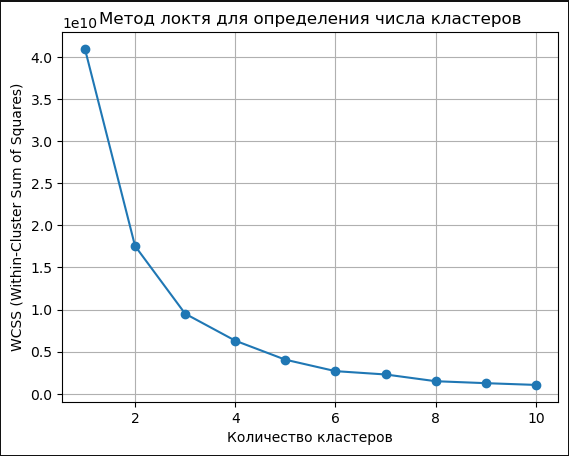 Метод локтя для определения числа кластеров
1e10
4.0
3.5
3.0
2.5
2.0
1.5
1.0
0.5
0.0
WCSS (Within-Cluster Sum of Squares)
2 4 6 8 10
Количество кластеров